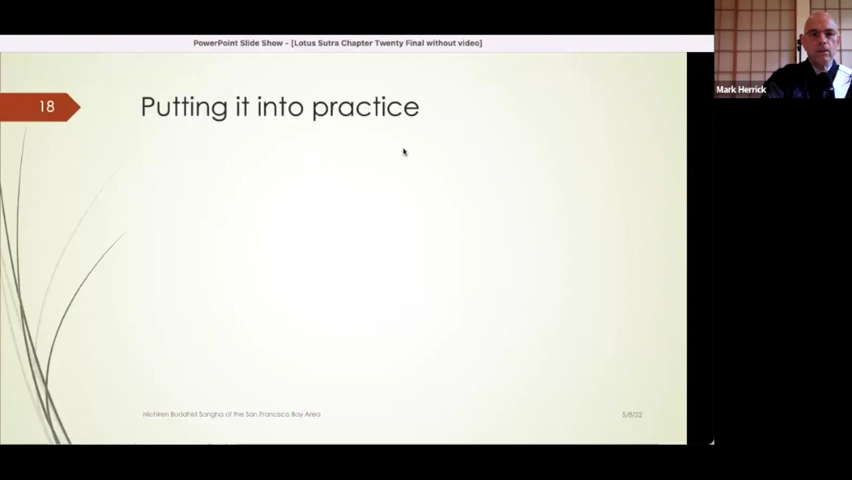 PowerPoint Slide Show - [Lotus Sutra Chapter Twenty Final without video]
Mark Herrick
18
Putting it into practice
Nichiren Buddhist Sangha of the San Francisco Bay Area
5/8/22